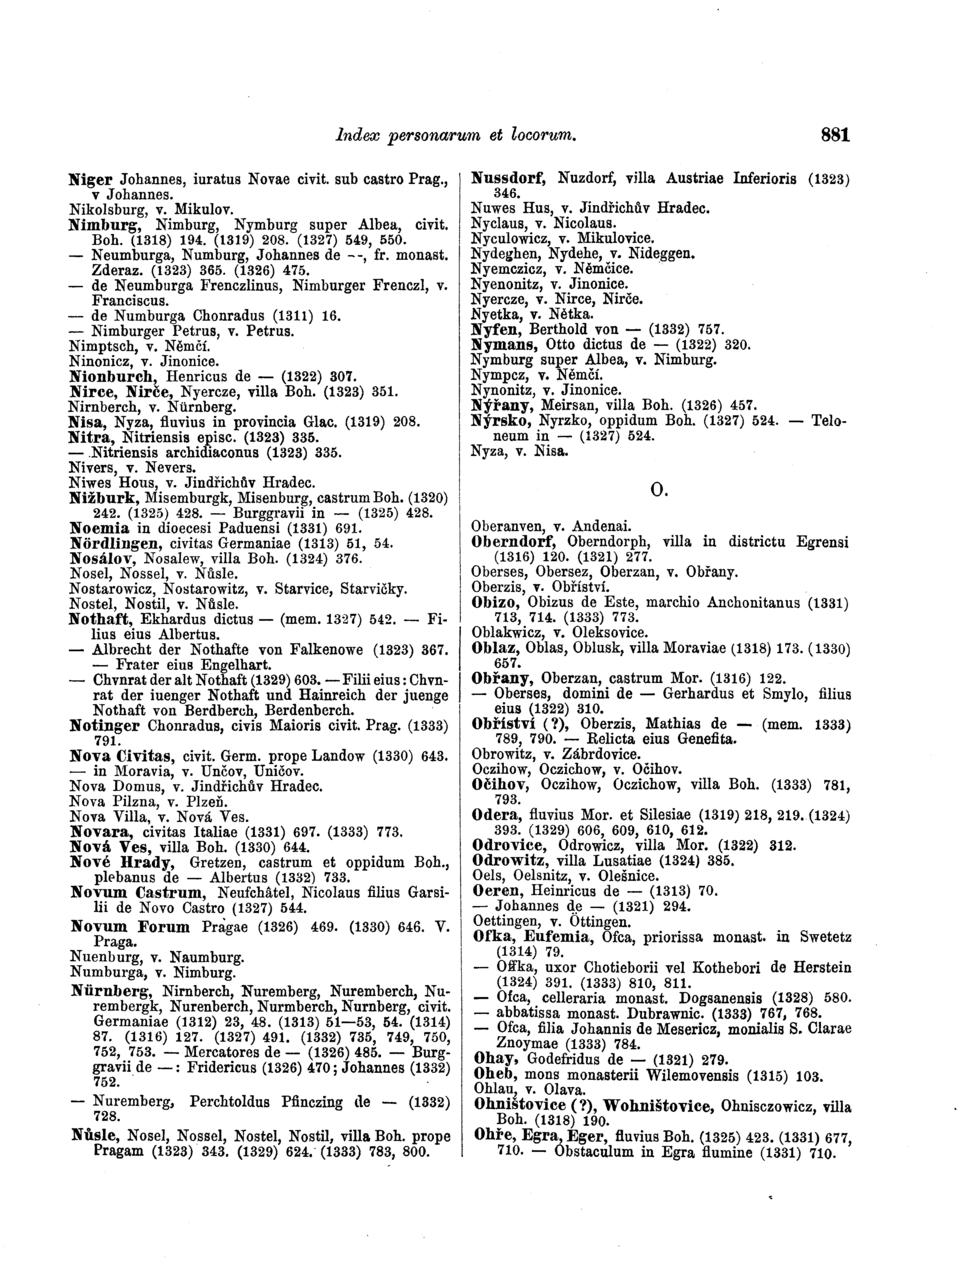 Index personarum et locorum. 881
Niger Johannes, iuratus Novae civit. sub castro Prag.,
v Johannes.
Nikolsburg, v. Mikulov.
Nimburg, Nimburg, Nymburg super Albea, civit.
Boh. (1318) 194. (1319) 208. (1327) 549, 550.
— Neumburga, Numburg, Johannes de --, fr. monast.
Zderaz. (1323) 365. (1326) 475.
— de Neumburga Frenczlinus, Nimburger Frenczl, v.
Franciscus.
— de Numburga Chonradus (1311) 16.
— Nimburger Petrus, v. Petrus.
Nimptsch, v. Němčí.
Ninonicz, v. Jinonice.
Nionburch, Henricus de — (1322) 307.
Nirce, Nirče, Nyercze, villa Boh. (1323) 351.
Nirnberch, v. Nürnberg.
Nisa, Nyza, fluvius in provincia Glac. (1319) 208.
Nitra, Nitriensis episc. (1323) 335.
— Nitriensis archidiaconus (1323) 335.
Nivers, v. Nevers.
Niwes Hous, v. Jindřichův Hradec.
Nižburk, Misemburgk, Misenburg, castrum Boh. (1320)
242. (1325) 428. — Burggravii in — (1325) 428.
Noemia in dioecesi Paduensi (1331) 691.
Nördlingen, civitas Germaniae (1313) 51, 54.
Nosálov, Nosalew, villa Boh. (1324) 376.
Nosel, Nossel, v. Nůsle.
Nostarowicz, Nostarowitz, v. Starvice, Starvičky.
Nostel, Nostil, v. Nůsle.
Nothaft, Ekhardus dictus — (mem. 1327) 542. — Fi-
lius eius Albertus.
— Albrecht der Nothafte von Falkenowe (1323) 367.
— Frater eius Engelhart.
— Chvnrat der alt Nothaft (1329) 603. — Filii eius: Chvn-
rat der iuenger Nothaft und Hainreich der juenge
Nothaft von Berdberch, Berdenberch.
Notinger Chonradus, civis Maioris civit. Prag. (1333)
791.
Nova Civitas, civit. Germ. prope Landow (1330) 643.
— in Moravia, v. Unčov, Uničov.
Nova Domus, v. Jindřichův Hradec.
Nova Pilzna, v. Plzeň.
Nova Villa, v. Nová Ves.
Novara, civitas Italiae (1331) 697. (1333) 773.
Nová Ves, villa Boh. (1330) 644.
Nové Hrady, Gretzen, castrum et oppidum Boh.,
plebanus de — Albertus (1332) 733.
Novum Castrum, Neufchâtel, Nicolaus filius Garsi-
lii de Novo Castro (1327) 544.
Novum Forum Pragae (1326) 469. (1330) 646. V.
Praga.
Nuenburg, v. Naumburg.
Numburga, v. Nimburg.
Nürnberg, Nirnberch, Nuremberg, Nuremberch, Nu-
rembergk, Nurenberch, Nurmberch, Nurnberg, civit.
Germaniae (1312) 23, 48. (1313) 51—53, 54. (1314)
87. (1316) 127. (1327) 491. (1332) 735, 749, 750,
752, 753. — Mercatores de — (1326) 485. — Burg-
gravii de —: Fridericus (1326) 470; Johannes (1332)
752.
— Nuremberg, Perchtoldus Pfinczing de — (1332)
728.
Nůsle, Nosel, Nossel, Nostel, Nostil, villa Boh. prope
Pragam (1323) 343. (1329) 624. (1333) 783, 800.
Nussdorf, Nuzdorf, villa Austriae Inferioris (1323)
346.
Nuwes Hus, v. Jindřichův Hradec.
Nyclaus, v. Nicolaus.
Nyculowicz, v. Mikulovice.
Nydeghen, Nydehe, v. Nideggen.
Nyemczicz, v. Němčice.
Nyenonitz, v. Jinonice.
Nyercze, v. Nirce, Nirče.
Nyetka, v. Nětka.
Nyfen, Berthold von — (1332) 757.
Nymans, Otto dictus de — (1322) 320.
Nymburg super Albea, v. Nimburg.
Nympcz, v. Němčí.
Nynonitz, v. Jinonice.
Nýřany, Meirsan, villa Boh. (1326) 457.
Nýrsko, Nyrzko, oppidum Boh. (1327) 524. — Telo-
neum in — (1327) 524.
Nyza, v. Nisa.
O.
Oberanven, v. Andenai.
Oberndorf, Oberndorph, villa in districtu Egrensi
(1316) 120. (1321) 277.
Oberses, Obersez, Oberzan, v. Obřany.
Oberzis, v. Obříství.
Obizo, Obizus de Este, marchio Anchonitanus (1331)
713, 714. (1333) 773.
Oblakwicz, v. Oleksovice.
Oblaz, Oblas, Oblusk, villa Moraviae (1318) 173. (1330)
657.
Obřany, Oberzan, castrum Mor. (1316) 122.
— Oberses, domini de — Gerhardus et Smylo, filius
eius (1322) 310.
Obříství (?), Oberzis, Mathias de — (mem. 1333)
789, 790. — Relicta eius Genefita.
Obrowitz, v. Zábrdovice.
Oczihow, Oczichow, v. Očihov.
Očihov, Oczihow, Oczichow, villa Boh. (1333) 781,
793.
Odera, fluvius Mor. et Silesiae (1319) 218, 219. (1324)
393. (1329) 606, 609, 610, 612.
Odrovice, Odrowicz, villa Mor. (1322) 312.
Odrowitz, villa Lusatiae (1324) 385.
Oels, Oelsnitz, v. Olešnice.
Oeren, Heinricus de — (1313) 70.
— Johannes de — (1321) 294.
Oettingen, v. Öttingen.
Ofka, Eufemia, Ofca, priorissa monast. in Swetetz
(1314) 79.
— Offka, uxor Chotieborii vel Kothebori de Herstein
(1324) 391. (1333) 810, 811.
— Ofca, celleraria monast. Dogsanensis (1328) 580.
— abbatissa monast. Dubrawnic. (1333) 767, 768.
— Ofca, filia Johannis de Mesericz, monialis S. Clarae
Znoymae (1333) 784.
Ohay, Godefridus de — (1321) 279.
Oheb, mons monasterii Wilemovensis (1315) 103.
Ohlau, v. Olava.
Ohništovice (?), Wohništovice, Ohnisczowicz, villa
Boh. (1318) 190.
Ohře, Egra, Eger, fluvius Boh. (1325) 423. (1331) 677,
710. — Obstaculum in Egra flumine (1331) 710.